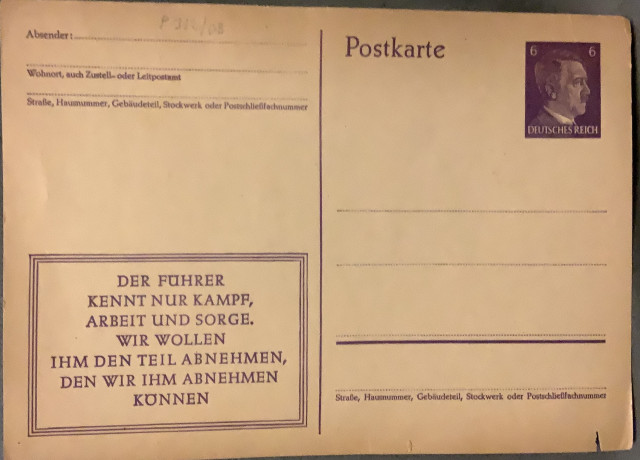 P 312/08
Absender:
Wohnort, auch Zustell- oder Leitpostamt
Straße, Hausnummer, Gebäudeteil, Stockwerk oder Postschließfachnummer
DER FÜHRER
KENNT NUR KAMPF,
ARBEIT UND SORGE.
WIR WOLLEN
IHM DEN TEIL ABNEHMEN,
DEN WIR IHM ABNEHMEN
KÖNNEN
Postkarte
6 6
DEUTSCHES REICH
Straße, Hausnummer, Gebäudeteil, Stockwerk oder Postschließfachnummer